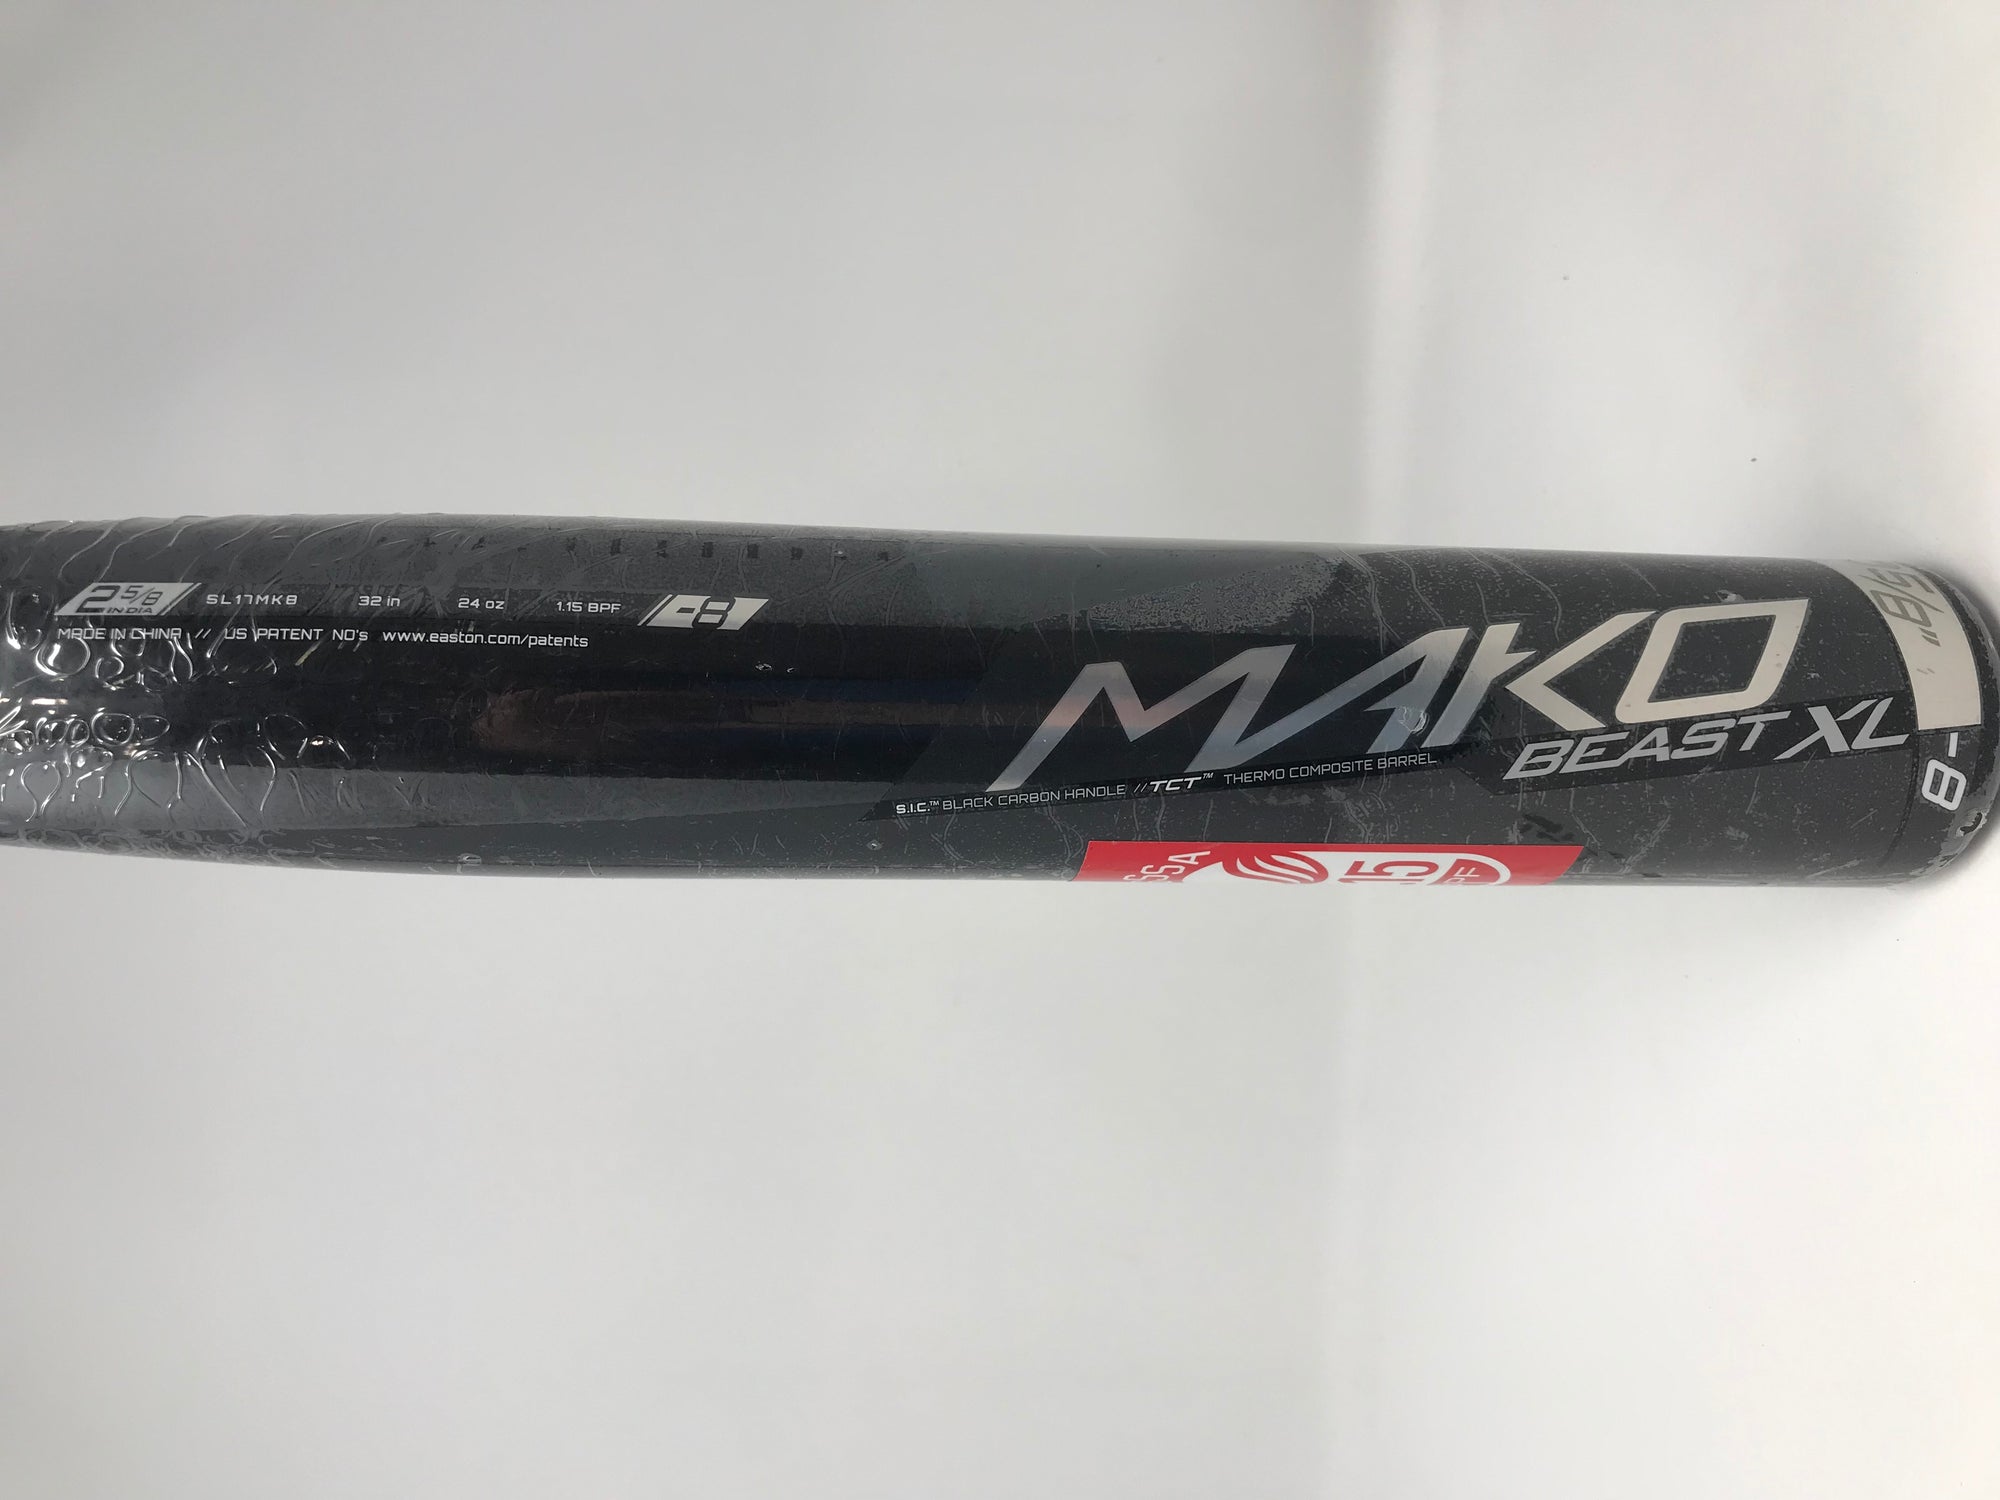 2 5/8 IN DIA SL17MK8 32 in 24 oz 1.15 BPF -8
MADE IN CHINA // US PATENT NO's www.easton.com/patents
MAKO
BEAST XL
S.I.C.™ BLACK CARBON HANDLE // TCT™ THERMO COMPOSITE BARREL
5/8"
-8
SSA